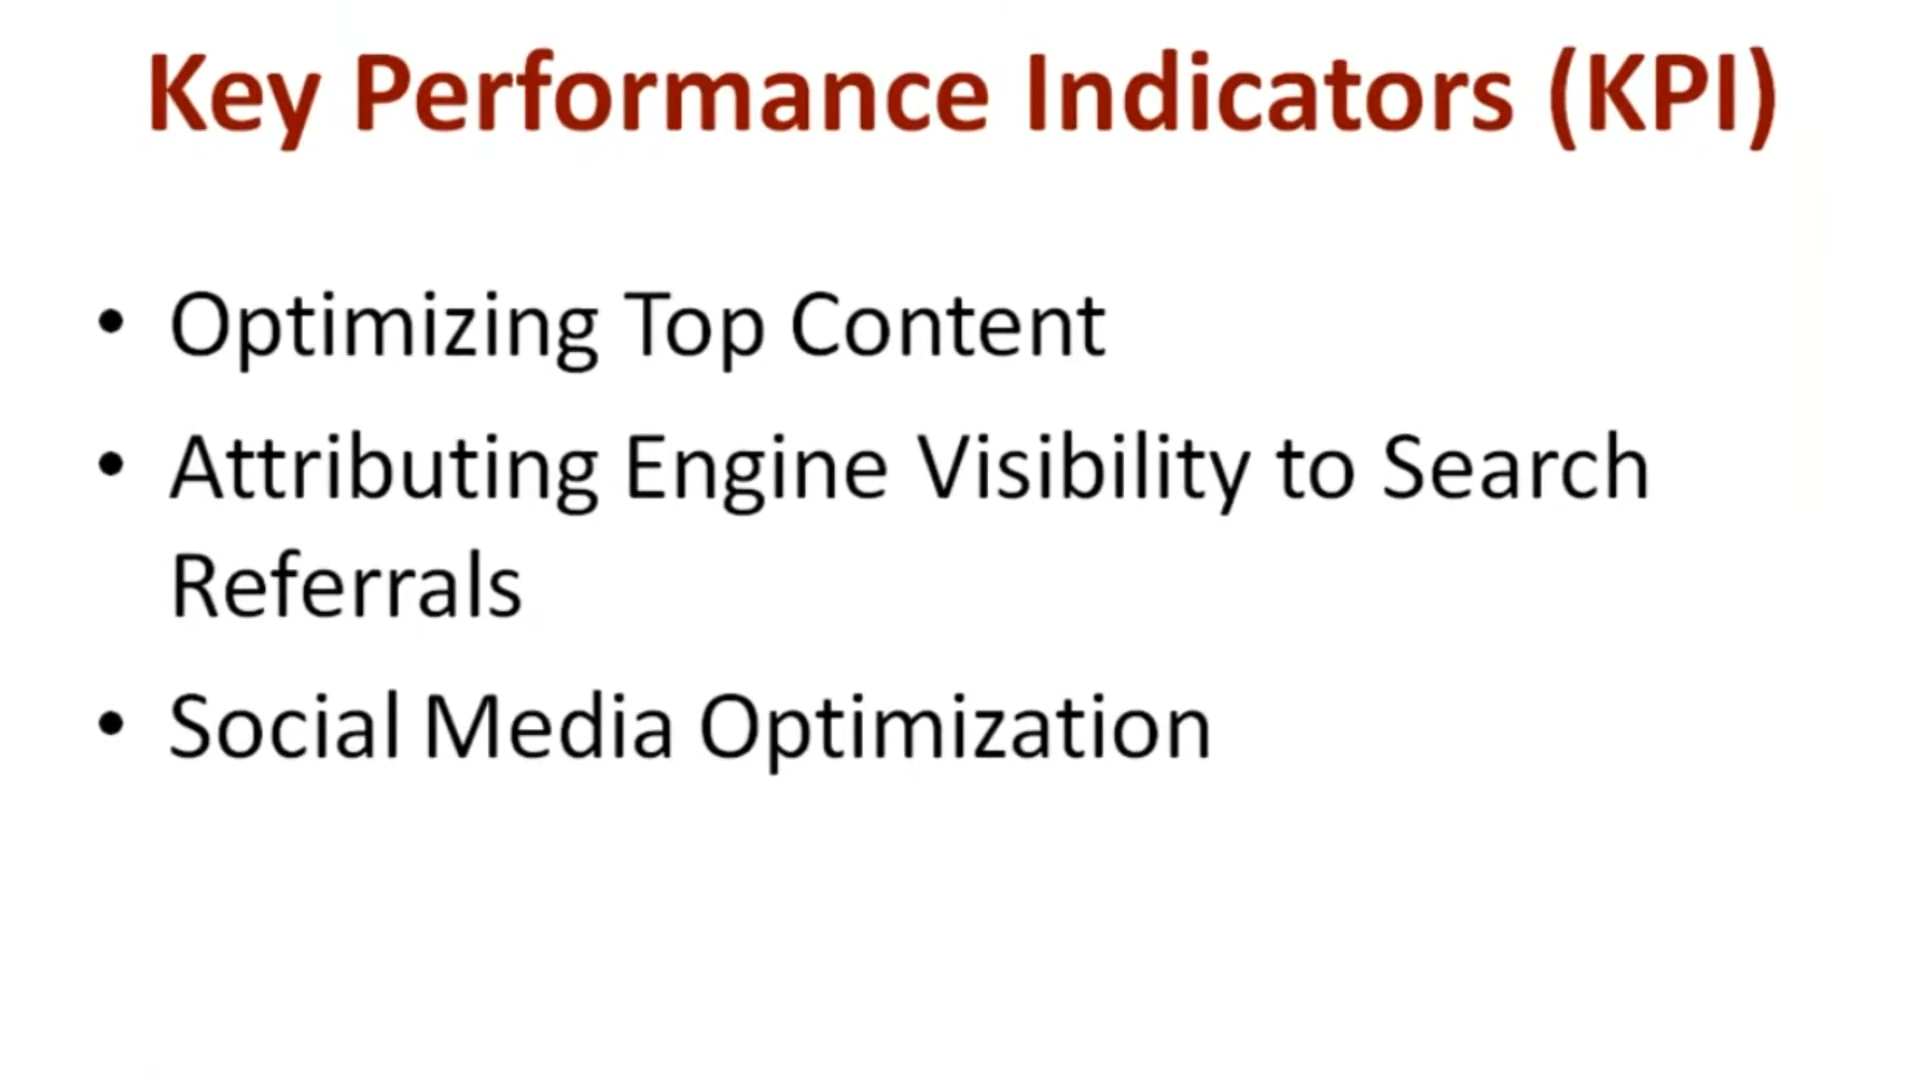 Key Performance Indicators (KPI)
• Optimizing Top Content
• Attributing Engine Visibility to Search
Referrals
• Social Media Optimization